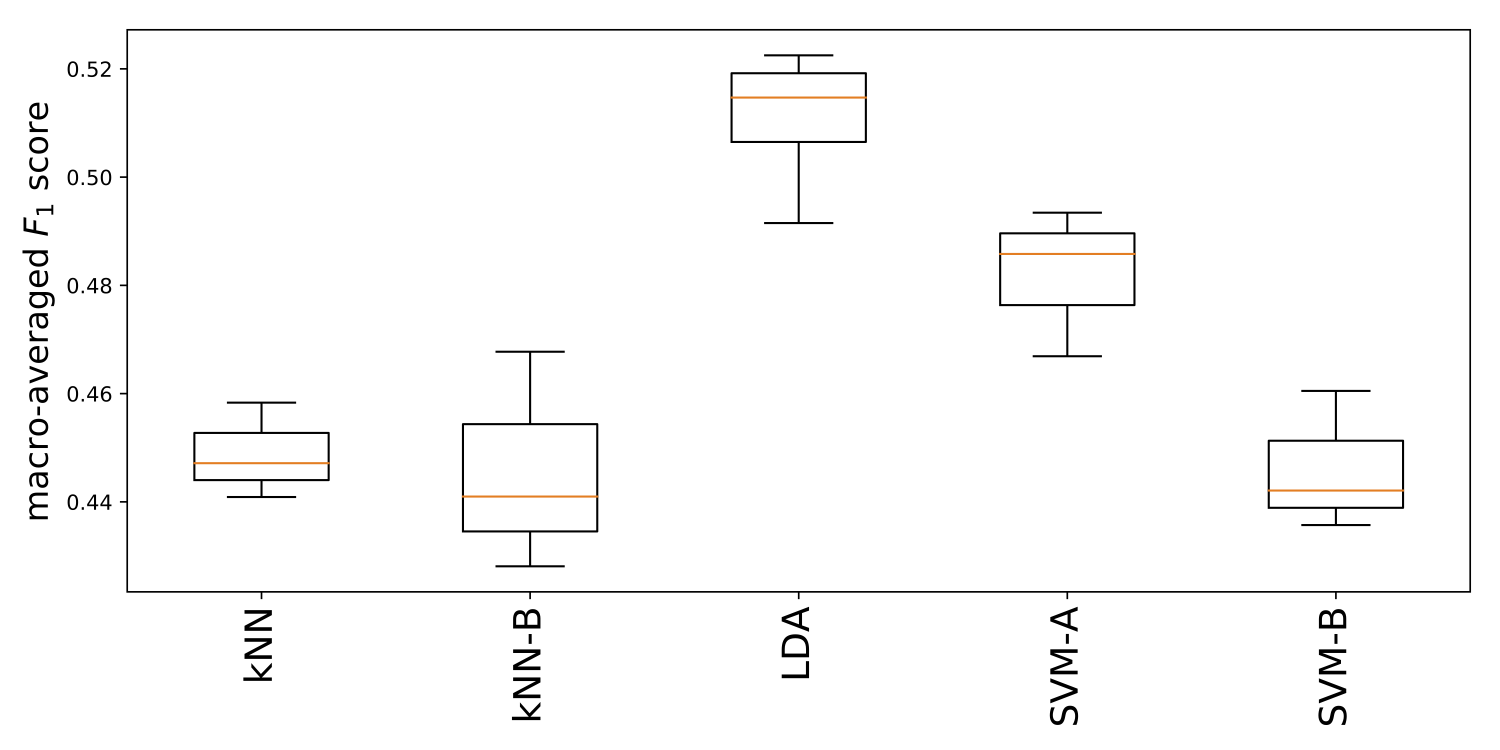 macro-averaged F1 score
0.52
0.50
0.48
0.46
0.44
kNN
kNN-B
LDA
SVM-A
SVM-B